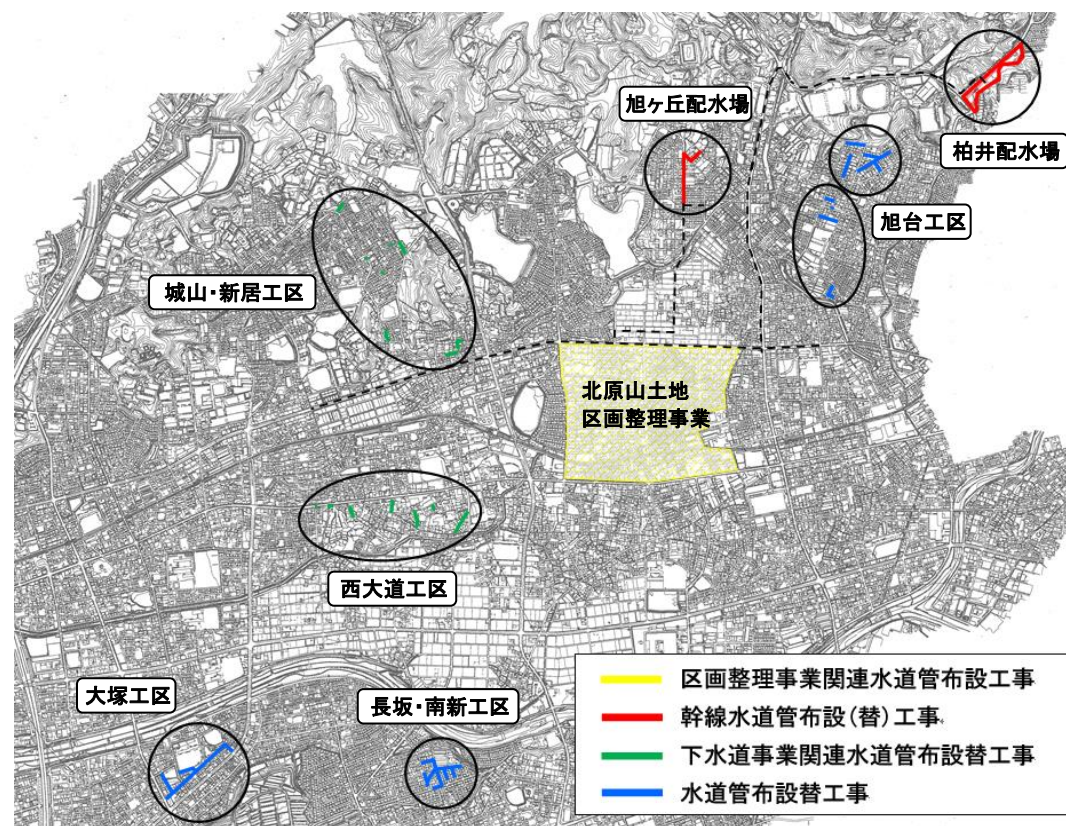 旭ヶ丘配水場
柏井配水場
旭台工区
城山・新居工区
北原山土地
区画整理事業
西大道工区
大塚工区
長坂・南新工区
区画整理事業関連水道管布設工事
幹線水道管布設(替)工事
下水道事業関連水道管布設替工事
水道管布設替工事